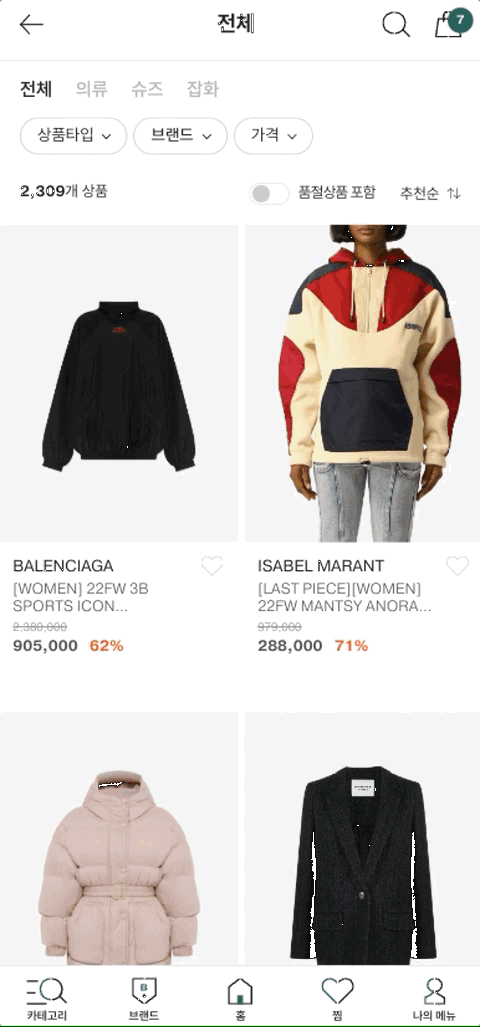 전체
7
전체 의류 슈즈 잡화
상품타입 브랜드 가격
2,309개 상품 품절상품 포함 추천순
BALENCIAGA
[WOMEN] 22FW 3B
SPORTS ICON...
2,380,000
905,000 62%
ISABEL MARANT
[LAST PIECE][WOMEN]
22FW MANTSY ANORA...
979,000
288,000 71%
B
카테고리 브랜드 홈 찜 나의 메뉴